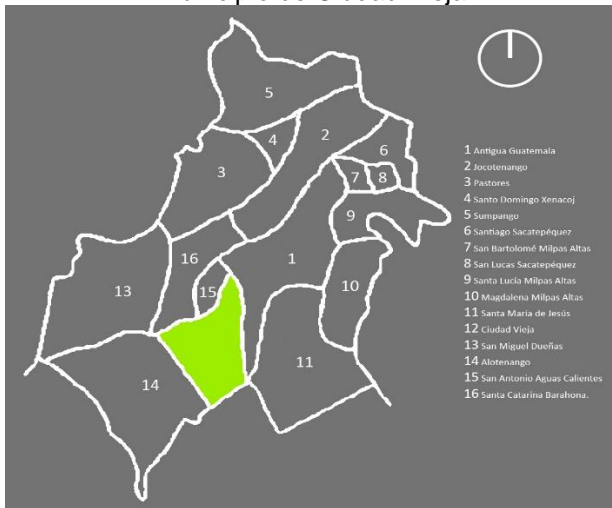 5
2
4
6
3
7
8
9
16
1
15
13
10
11
14
1 Antigua Guatemala
2 Jocotenango
3 Pastores
4 Santo Domingo Xenacoj
5 Sumpango
6 Santiago Sacatepéquez
7 San Bartolomé Milpas Altas
8 San Lucas Sacatepéquez
9 Santa Lucía Milpas Altas
10 Magdalena Milpas Altas
11 Santa Maria de Jesús
12 Ciudad Vieja
13 San Miguel Dueñas
14 Alotenango
15 San Antonio Aguas Calientes
16 Santa Catarina Barahona.